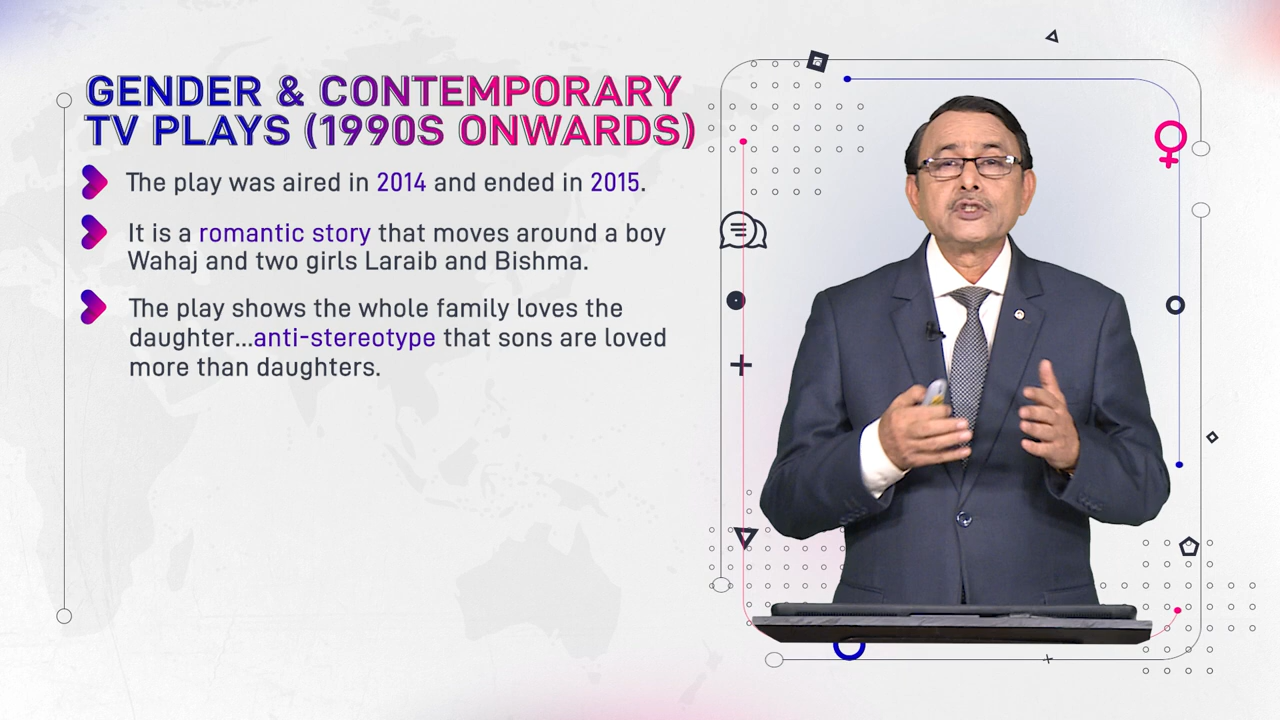 GENDER & CONTEMPORARY
TV PLAYS (1990S ONWARDS)
The play was aired in 2014 and ended in 2015.
It is a romantic story that moves around a boy
Wahaj and two girls Laraib and Bishma.
The play shows the whole family loves the
daughter...anti-stereotype that sons are loved
more than daughters.